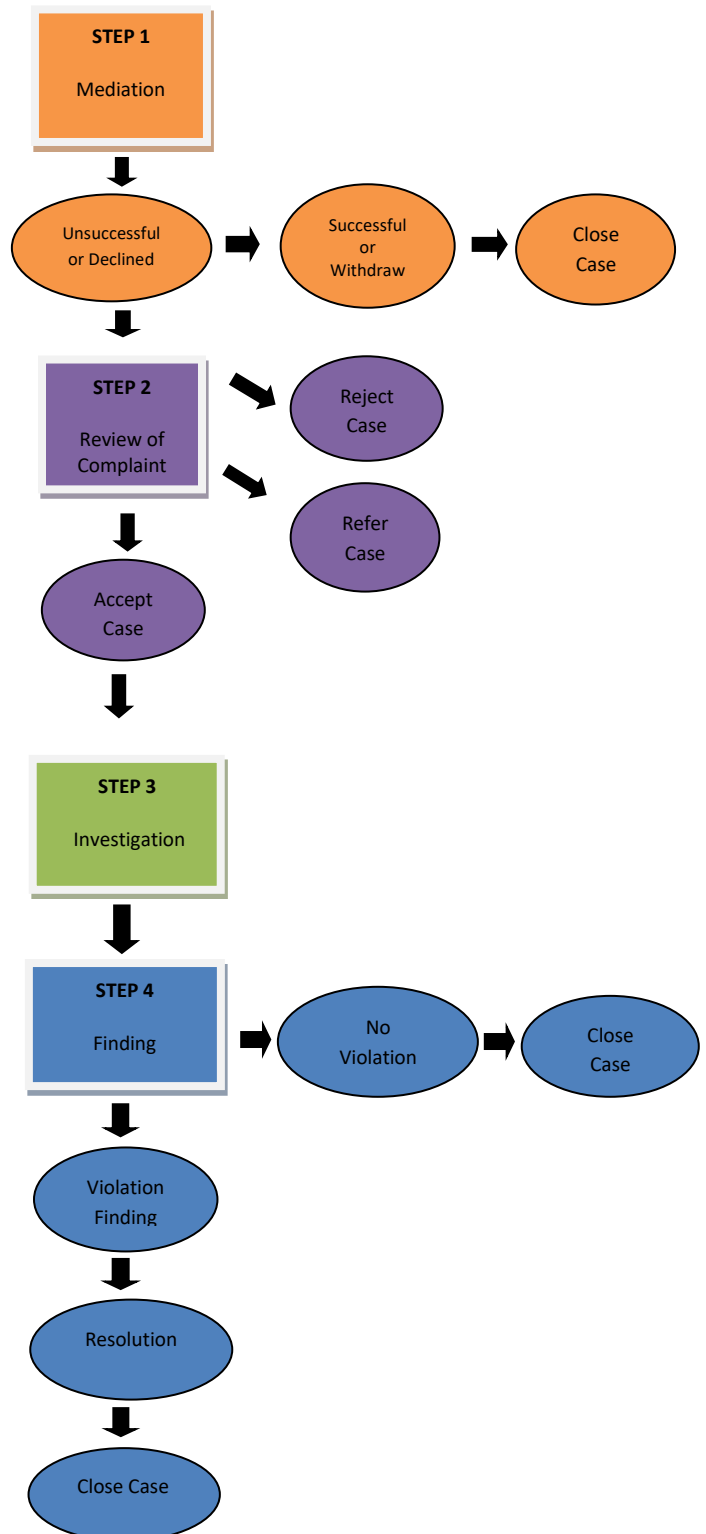 STEP 1
Mediation
Unsuccessful
or Declined
Successful
or
Withdraw
Close
Case
STEP 2
Review of
Complaint
Reject
Case
Refer
Case
Accept
Case
STEP 3
Investigation
STEP 4
Finding
No
Violation
Close
Case
Violation
Finding
Resolution
Close Case